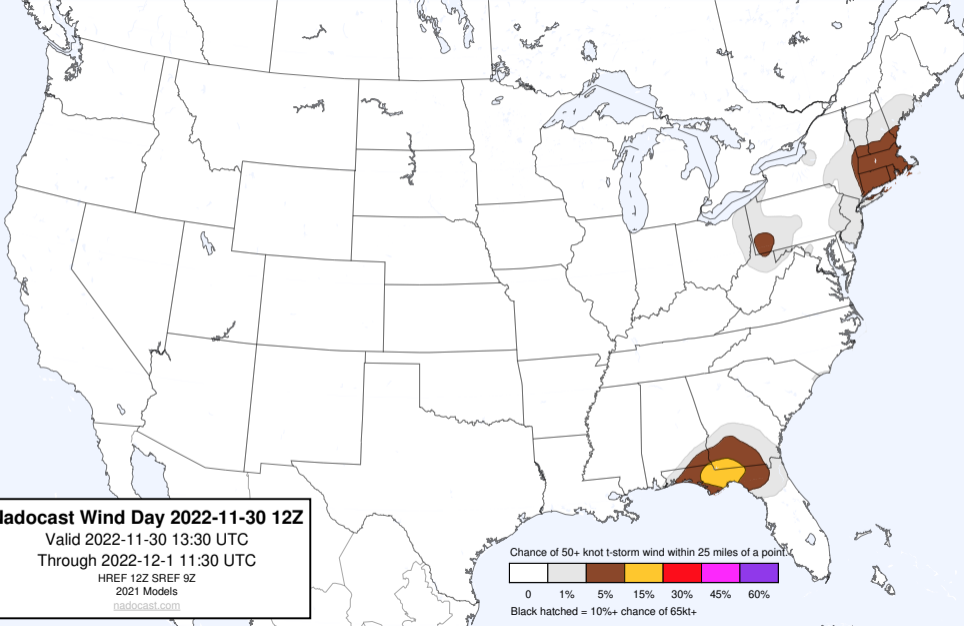 Nadocast Wind Day 2022-11-30 12Z
Valid 2022-11-30 13:30 UTC
Through 2022-12-1 11:30 UTC
HREF 12Z SREF 9Z
2021 Models
nadocast.com
Chance of 50+ knot t-storm wind within 25 miles of a point.
0 1% 5% 15% 30% 45% 60%
Black hatched = 10%+ chance of 65kt+